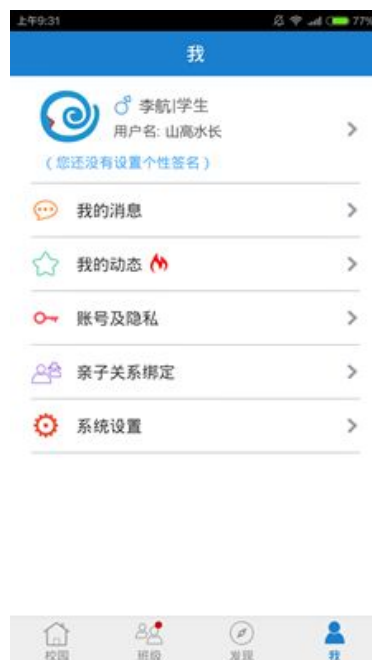 上午9:31
77%
我
李航|学生
用户名: 山高水长
(您还没有设置个性签名)
我的消息
我的动态
账号及隐私
亲子关系绑定
系统设置
校园
班级
发现
我